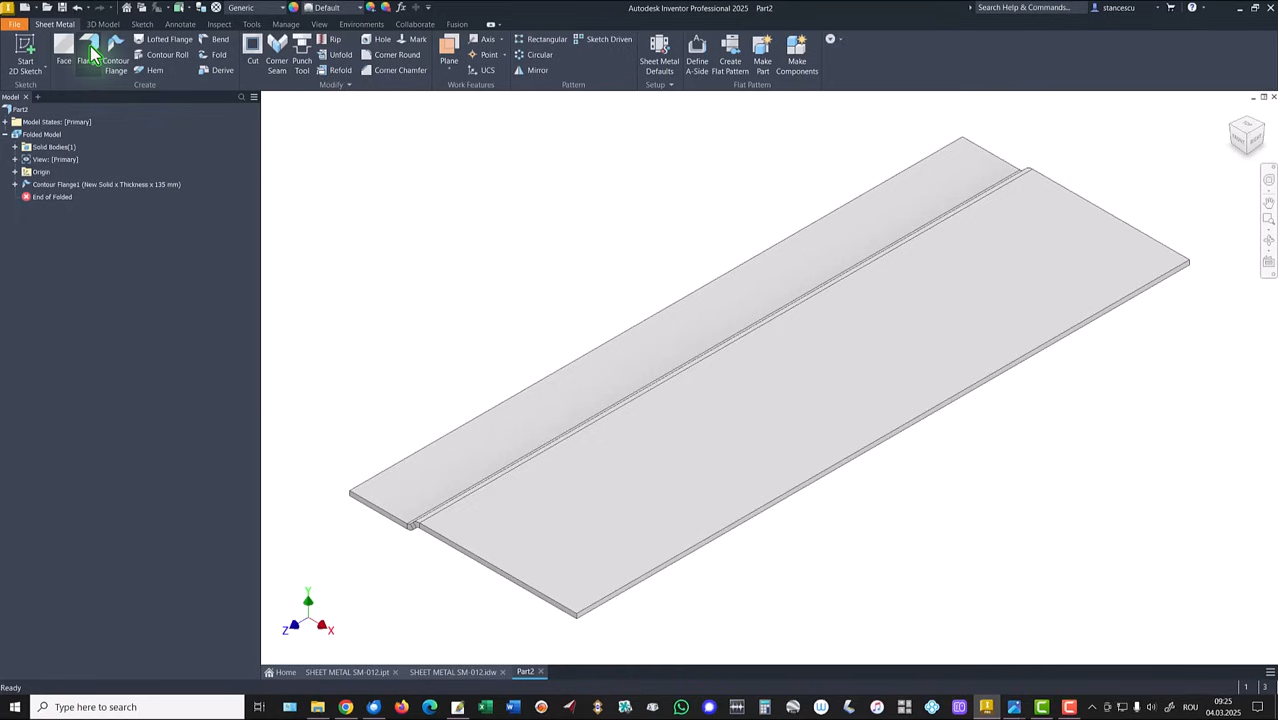 Generic
Default
Autodesk Inventor Professional 2025 Part2
Search Help & Commands...
stancescu
File Sheet Metal 3D Model Sketch Annotate Inspect Tools Manage View Environments Collaborate Fusion
Start
2D Sketch
Face
Contour
Flange
Lofted Flange
Contour Roll
Hem
Bend
Fold
Derive
Cut
Corner
Seam
Punch
Tool
Rip
Unfold
Refold
Hole
Mark
Corner Round
Corner Chamfer
Plane
Axis
Point
UCS
Rectangular
Circular
Mirror
Sketch Driven
Sheet Metal
Defaults
Define
A-Side
Create
Flat Pattern
Make
Part
Make
Components
Sketch
Create
Modify
Work Features
Pattern
Setup
Flat Pattern
Model
Part2
Model States: [Primary]
Folded Model
Solid Bodies(1)
View: [Primary]
Origin
Contour Flange1 (New Solid x Thickness x 135 mm)
End of Folded
TOP
FRONT
RIGHT
Y
Z
X
Home
SHEET METAL SM-012.ipt
SHEET METAL SM-012.idw
Part2
Ready
1
3
Type here to search
ROU
09:25
04.03.2025